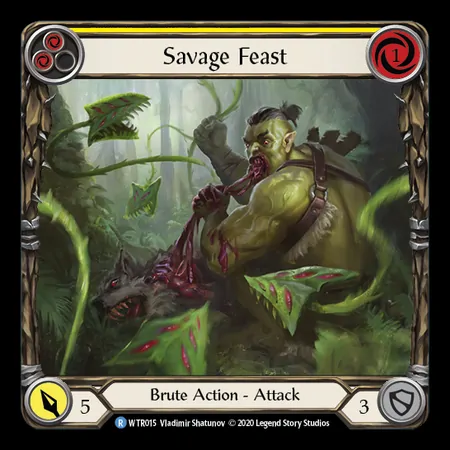 Savage Feast
1
Brute Action - Attack
5
3
R WTR015 Vladimir Shatunov © 2020 Legend Story Studios